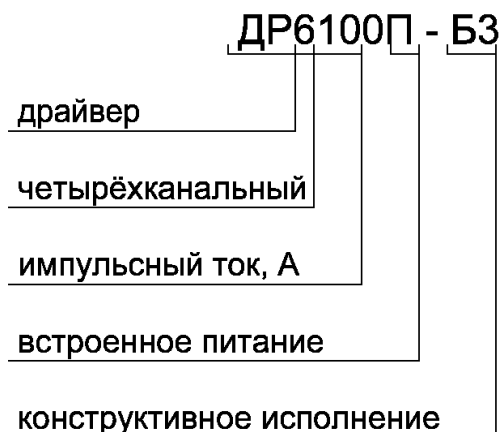 ДР6100П - Б3
драйвер
четырёхканальный
импульсный ток, А
встроенное питание
конструктивное исполнение